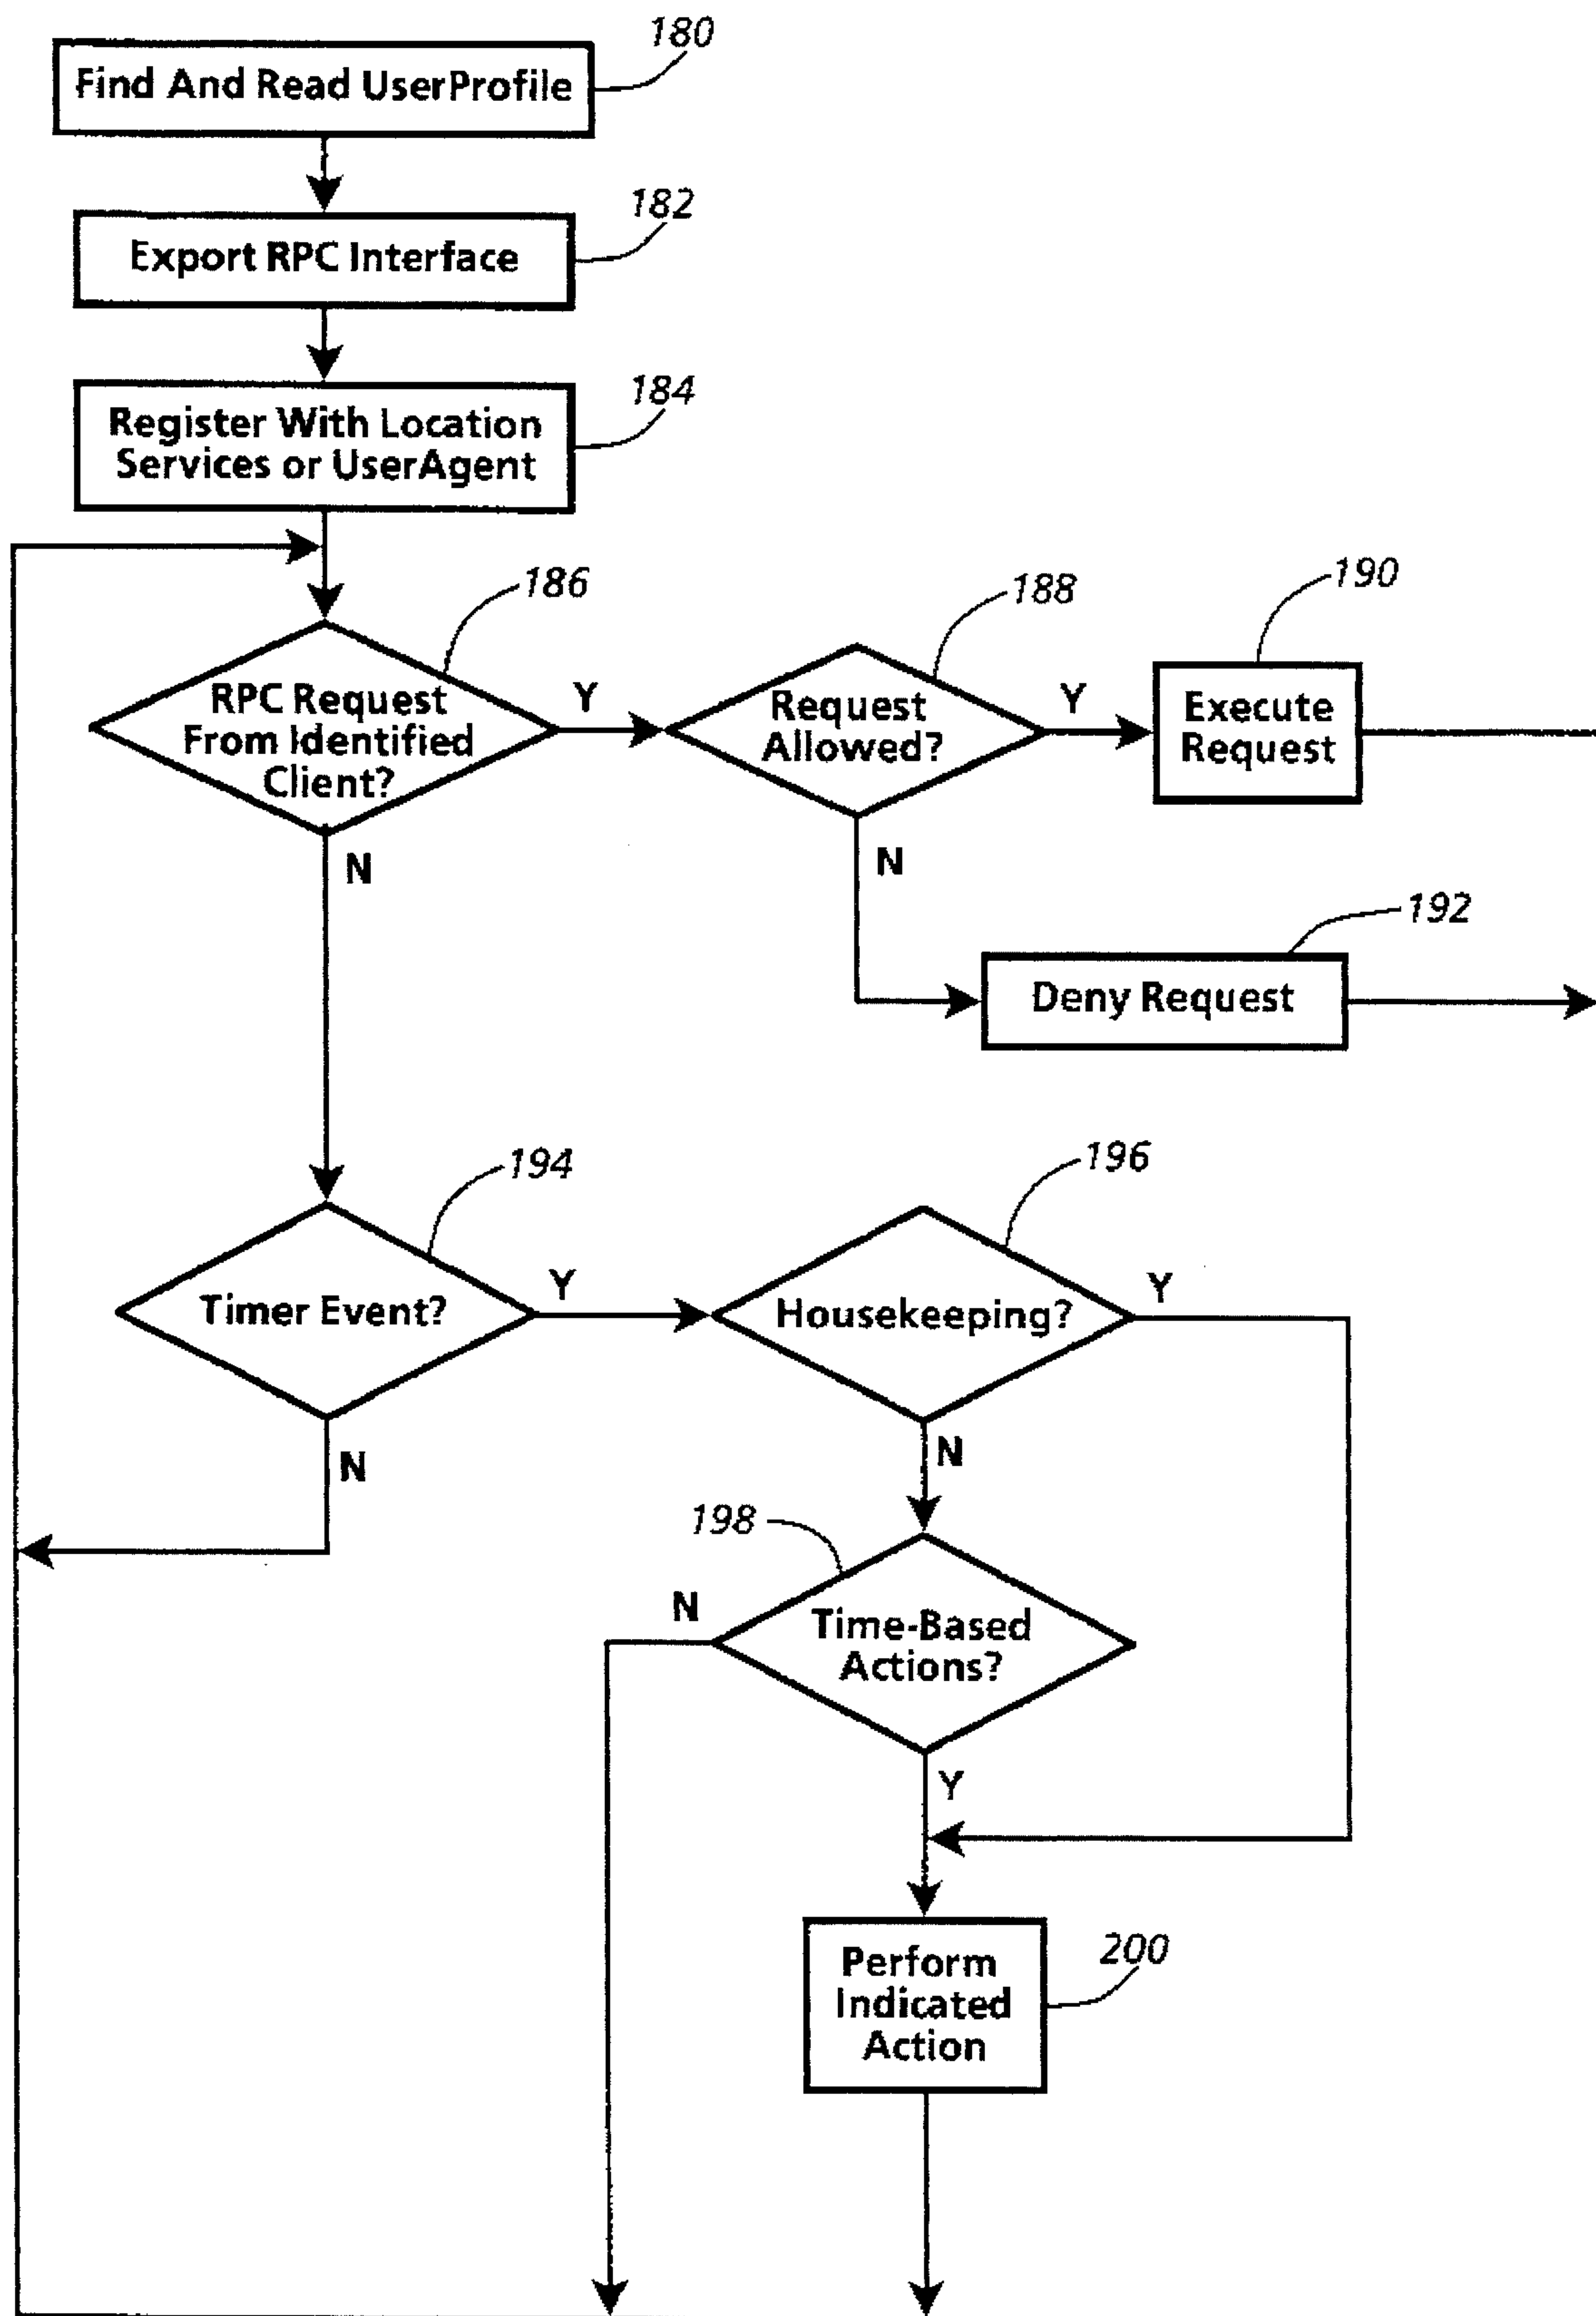 180
Find And Read UserProfile
182
Export RPC Interface
184
Register With Location
Services or UserAgent
186
RPC Request
From Identified
Client?
Y
N
188
Request
Allowed?
Y
N
190
Execute
Request
192
Deny Request
194
Timer Event?
Y
N
196
Housekeeping?
Y
N
198
Time-Based
Actions?
N
Y
200
Perform
Indicated
Action